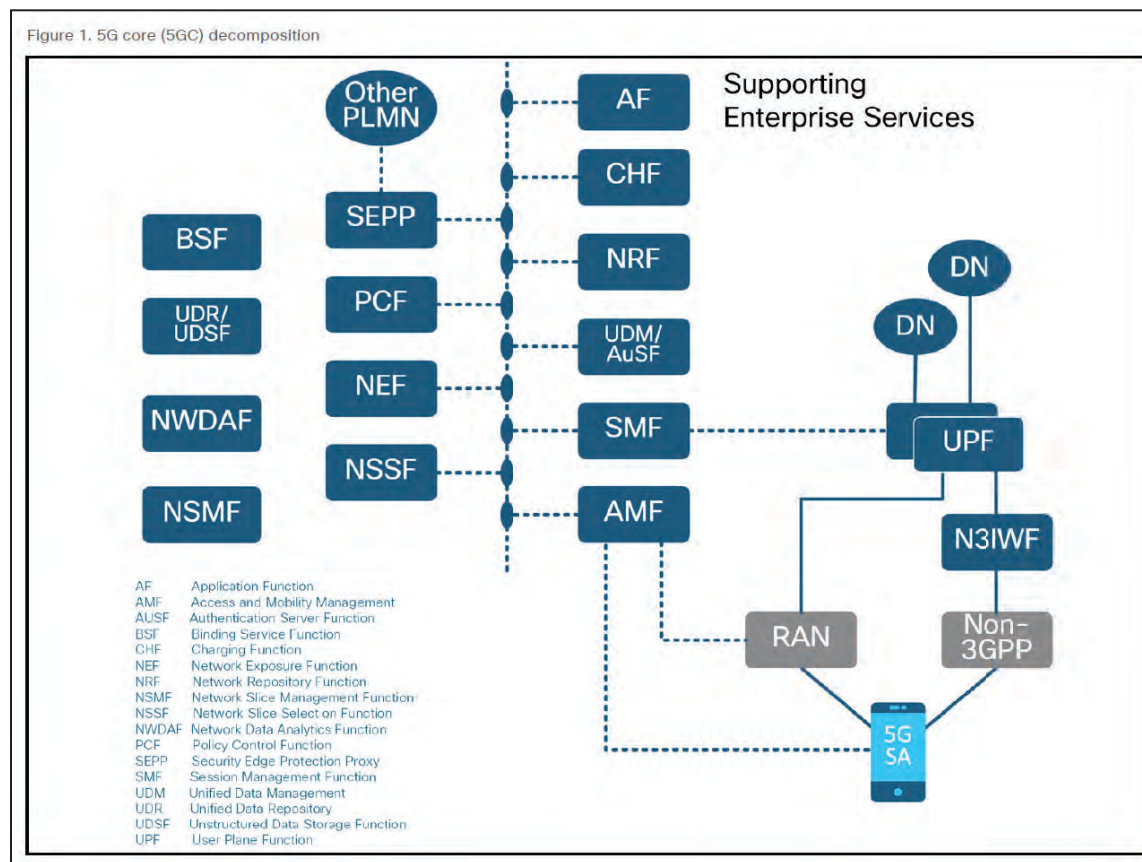 Figure 1. 5G core (5GC) decomposition
Supporting
Enterprise Services
Other
PLMN
AF
CHF
SEPP
BSF
NRF
DN
PCF
UDR/
UDSF
DN
UDM/
AuSF
NEF
NWDAF
SMF
UPF
NSSF
NSMF
AMF
N3IWF
RAN
Non-
3GPP
5G
SA
AF Application Function
AMF Access and Mobility Management
AUSF Authentication Server Function
BSF Binding Service Function
CHF Charging Function
NEF Network Exposure Function
NRF Network Repository Function
NSMF Network Slice Management Function
NSSF Network Slice Selection Function
NWDAF Network Data Analytics Function
PCF Policy Control Function
SEPP Security Edge Protection Proxy
SMF Session Management Function
UDM Unified Data Management
UDR Unified Data Repository
UDSF Unstructured Data Storage Function
UPF User Plane Function